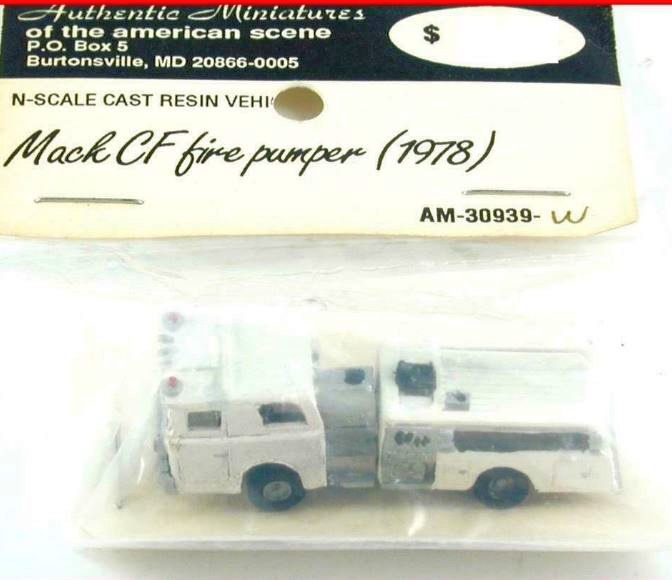 Authentic Miniatures
of the american scene
P.O. Box 5
Burtonsville, MD 20866-0005
$
N-SCALE CAST RESIN
Mack CF fire pumper (1978)
AM-30939-W